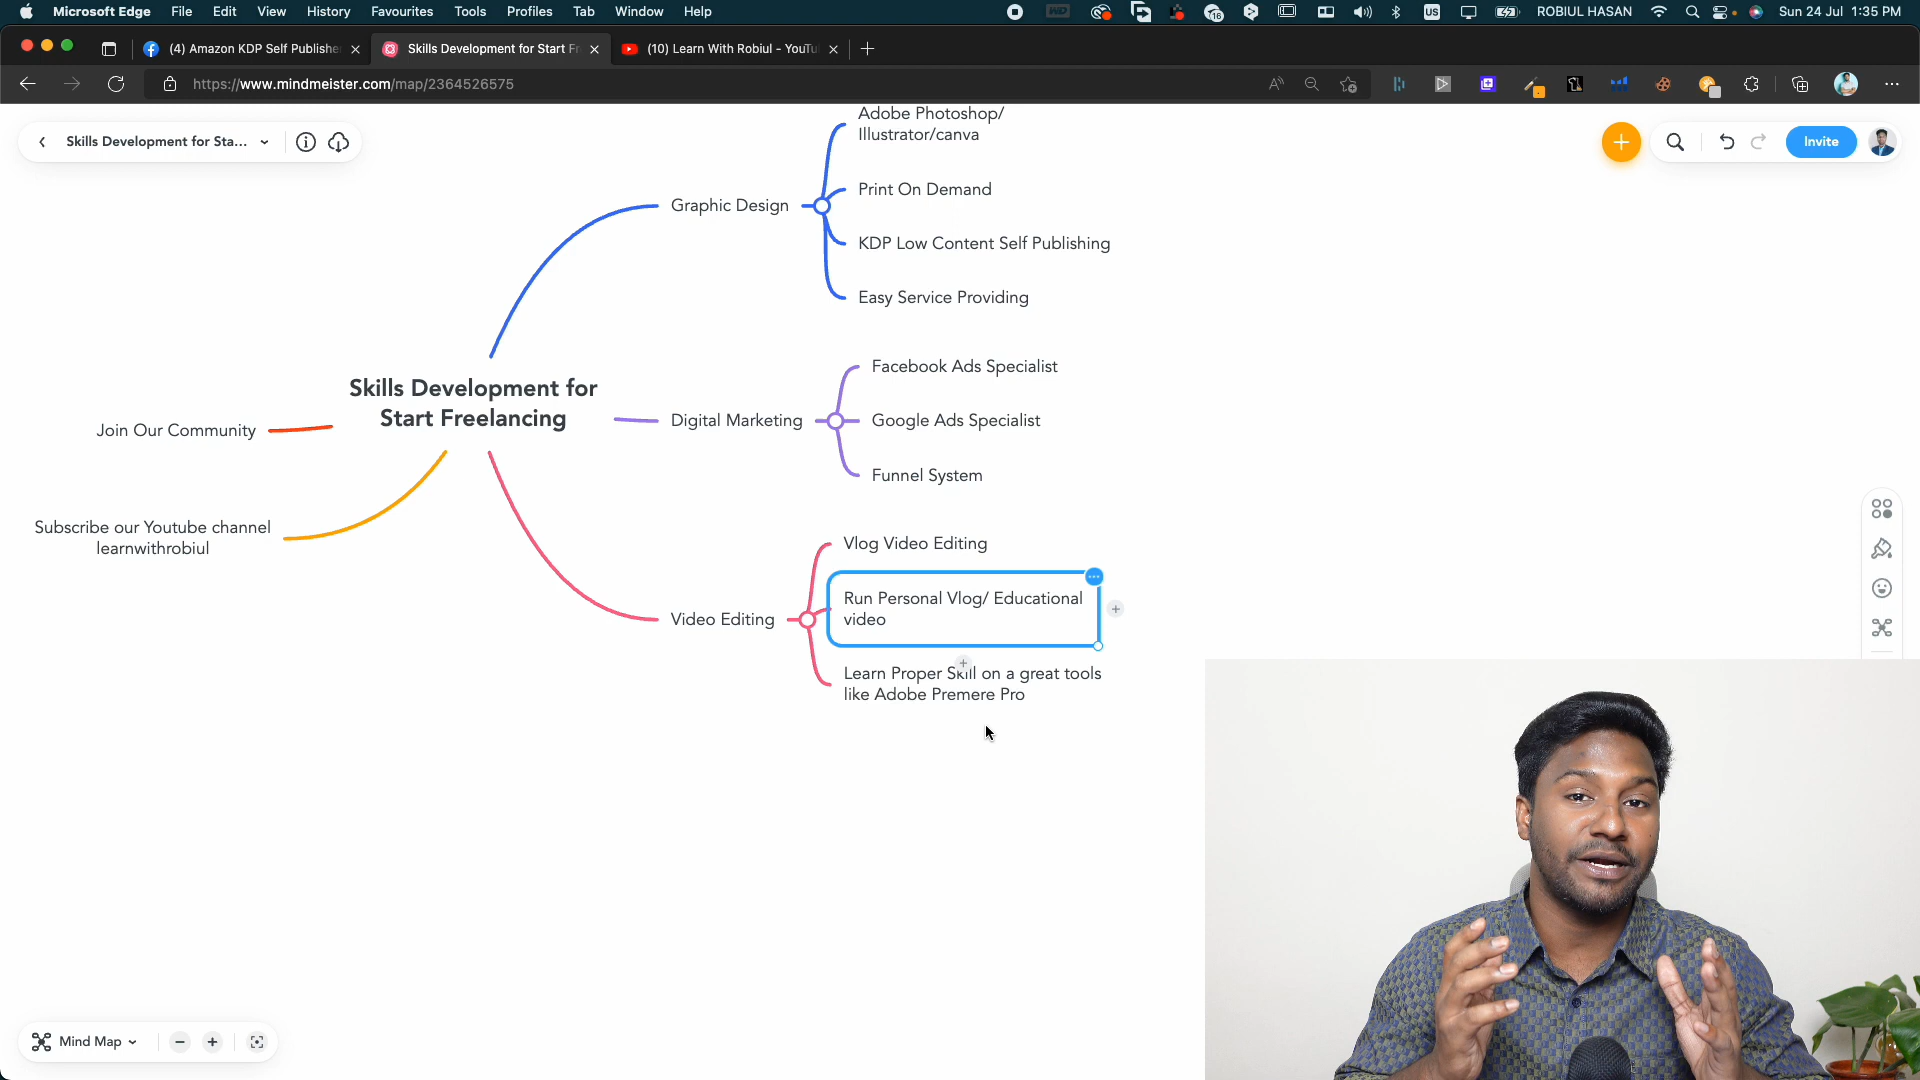 Microsoft Edge File Edit View History Favourites Tools Profiles Tab Window Help
16 US ROBIUL HASAN Sun 24 Jul 1:35 PM
(4) Amazon KDP Self Publishe
Skills Development for Start Fr
(10) Learn With Robiul - YouTu
https://www.mindmeister.com/map/2364526575
Skills Development for Sta...
Invite
Adobe Photoshop/
Illustrator/canva
Print On Demand
Graphic Design
KDP Low Content Self Publishing
Easy Service Providing
Facebook Ads Specialist
Skills Development for
Start Freelancing
Digital Marketing
Google Ads Specialist
Join Our Community
Funnel System
Subscribe our Youtube channel
learnwithrobiul
Vlog Video Editing
Run Personal Vlog/ Educational
video
Video Editing
Learn Proper Skill on a great tools
like Adobe Premere Pro
Mind Map